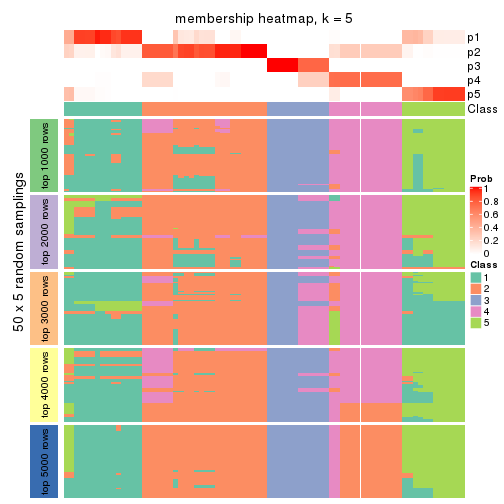 membership heatmap, k = 5
p1
p2
p3
p4
p5
Class
50 x 5 random samplings
top 1000 rows
top 2000 rows
top 3000 rows
top 4000 rows
top 5000 rows
Prob
1
0.8
0.6
0.4
0.2
0
Class
1
2
3
4
5